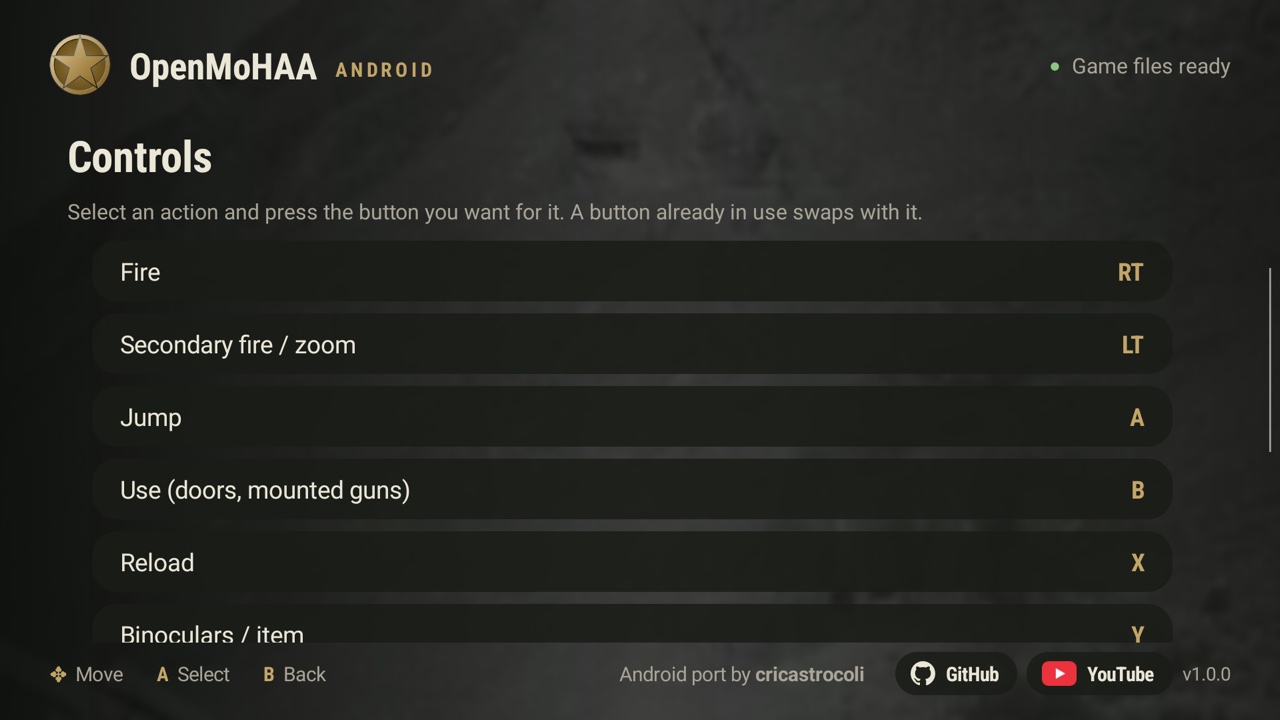 OpenMoHAA ANDROID
Game files ready
Controls
Select an action and press the button you want for it. A button already in use swaps with it.
Fire RT
Secondary fire / zoom LT
Jump A
Use (doors, mounted guns) B
Reload X
Binoculars / item Y
Move A Select B Back Android port by cricastrocoli GitHub YouTube v1.0.0